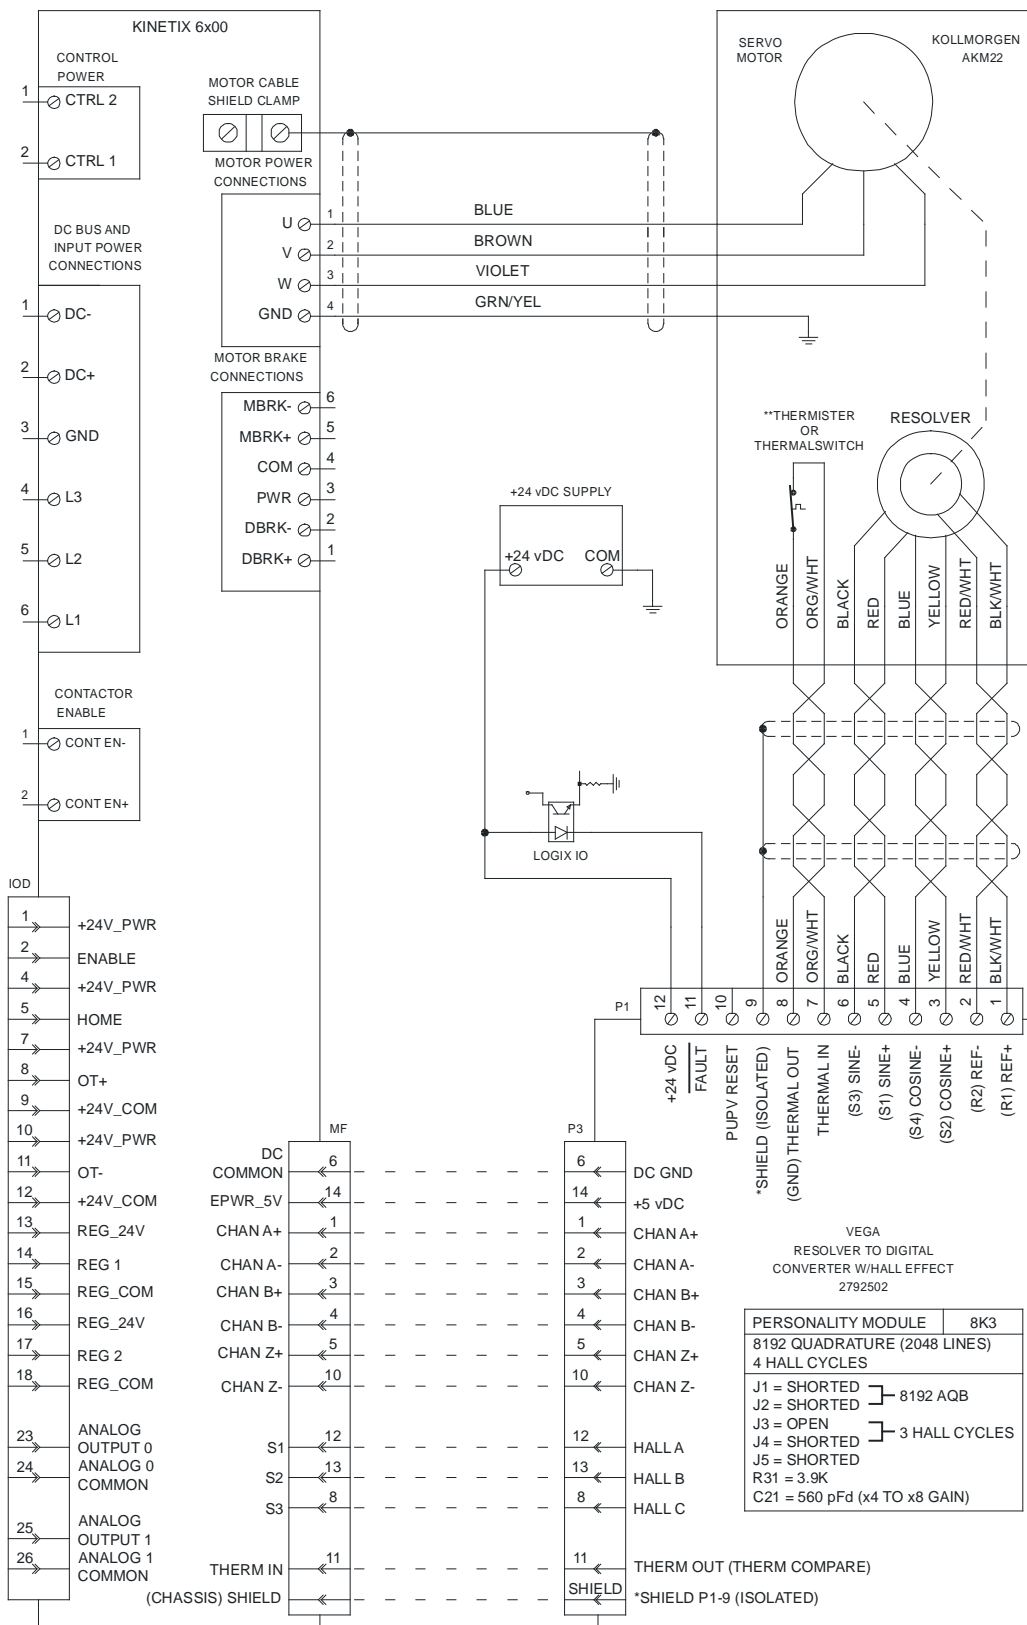 KINETIX 6x00
CONTROL
POWER
1 CTRL 2
2 CTRL 1
MOTOR CABLE
SHIELD CLAMP
MOTOR POWER
CONNECTIONS
U 1 BLUE
V 2 BROWN
W 3 VIOLET
GND 4 GRN/YEL
SERVO
MOTOR
KOLLMORGEN
AKM22
DC BUS AND
INPUT POWER
CONNECTIONS
1 DC-
2 DC+
3 GND
4 L3
5 L2
6 L1
MOTOR BRAKE
CONNECTIONS
MBRK- 6
MBRK+ 5
COM 4
PWR 3
DBRK- 2
DBRK+ 1
**THERMISTER
OR
THERMALSWITCH
RESOLVER
+24 vDC SUPPLY
+24 vDC COM
ORANGE
ORG/WHT
BLACK
RED
BLUE
YELLOW
RED/WHT
BLK/WHT
CONTACTOR
ENABLE
1 CONT EN-
2 CONT EN+
LOGIX IO
ORANGE
ORG/WHT
BLACK
RED
BLUE
YELLOW
RED/WHT
BLK/WHT
P1
12 11 10 9 8 7 6 5 4 3 2 1
+24 vDC
FAULT
PUPV RESET
*SHIELD (ISOLATED)
(GND) THERMAL OUT
THERMAL IN
(S3) SINE-
(S1) SINE+
(S4) COSINE-
(S2) COSINE+
(R2) REF-
(R1) REF+
IOD
1 +24V_PWR
2 ENABLE
4 +24V_PWR
5 HOME
7 +24V_PWR
8 OT+
9 +24V_COM
10 +24V_PWR
11 OT-
12 +24V_COM
13 REG_24V
14 REG 1
15 REG_COM
16 REG_24V
17 REG 2
18 REG_COM
23 ANALOG
OUTPUT 0
24 ANALOG 0
COMMON
25 ANALOG
OUTPUT 1
26 ANALOG 1
COMMON
MF
DC
COMMON 6
EPWR_5V 14
CHAN A+ 1
CHAN A- 2
CHAN B+ 3
CHAN B- 4
CHAN Z+ 5
CHAN Z- 10
S1 12
S2 13
S3 8
THERM IN 11
(CHASSIS) SHIELD
P3
6 DC GND
14 +5 vDC
1 CHAN A+
2 CHAN A-
3 CHAN B+
4 CHAN B-
5 CHAN Z+
10 CHAN Z-
12 HALL A
13 HALL B
8 HALL C
11 THERM OUT (THERM COMPARE)
SHIELD *SHIELD P1-9 (ISOLATED)
VEGA
RESOLVER TO DIGITAL
CONVERTER W/HALL EFFECT
2792502
PERSONALITY MODULE 8K3
8192 QUADRATURE (2048 LINES)
4 HALL CYCLES
J1 = SHORTED
J2 = SHORTED
8192 AQB
J3 = OPEN
J4 = SHORTED
3 HALL CYCLES
J5 = SHORTED
R31 = 3.9K
C21 = 560 pFd (x4 TO x8 GAIN)